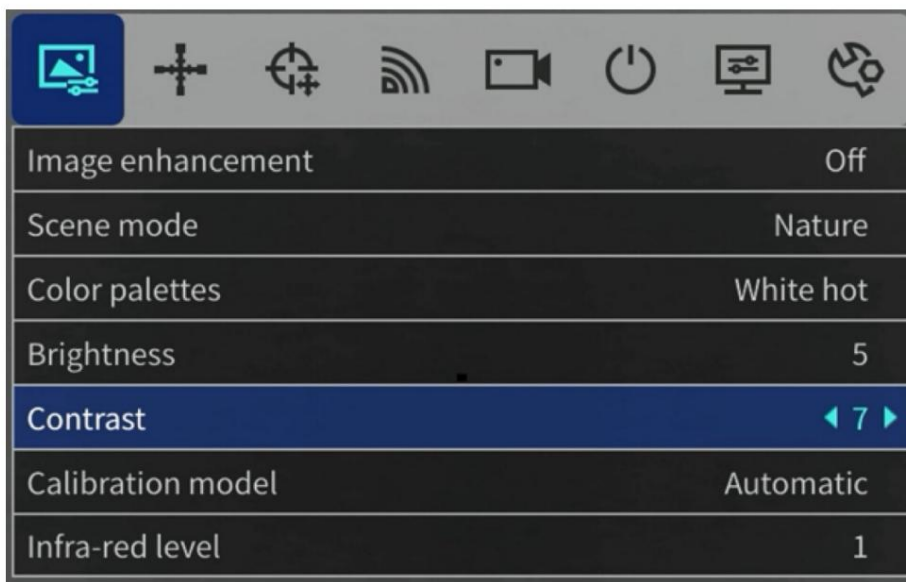 Image enhancement Off
Scene mode Nature
Color palettes White hot
Brightness 5
Contrast 7
Calibration model Automatic
Infra-red level 1